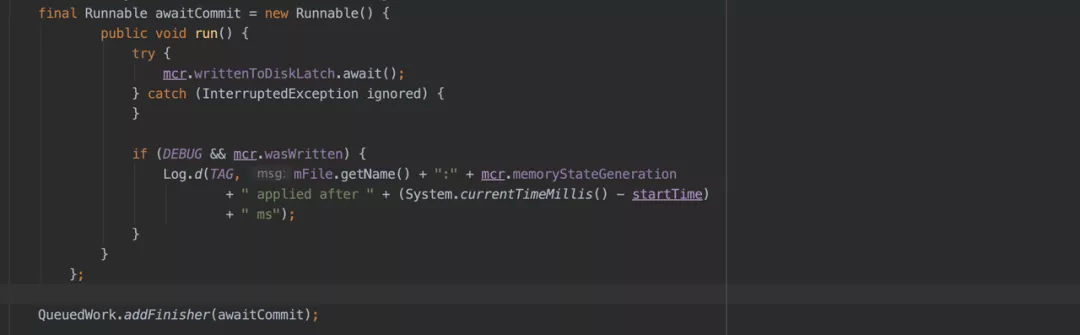 final Runnable awaitCommit = new Runnable() {
public void run() {
try {
mcr.writtenToDiskLatch.await();
} catch (InterruptedException ignored) {
}
if (DEBUG && mcr.wasWritten) {
Log.d(TAG, msg: mFile.getName() + ":" + mcr.memoryStateGeneration
+ " applied after " + (System.currentTimeMillis() - startTime)
+ " ms");
}
}
};
QueuedWork.addFinisher(awaitCommit);